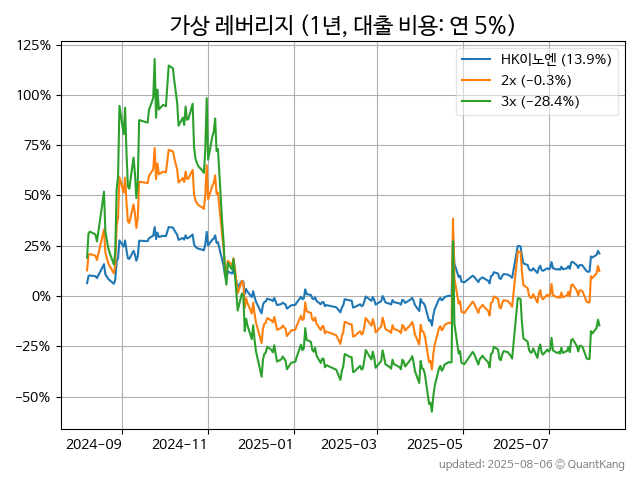 가상 레버리지 (1년, 대출 비용: 연 5%)
HK이노엔 (13.9%)
2x (−0.3%)
3x (−28.4%)
125%
100%
75%
50%
25%
0%
−25%
−50%
2024-09 2024-11 2025-01 2025-03 2025-05 2025-07
updated: 2025-08-06 © QuantKang